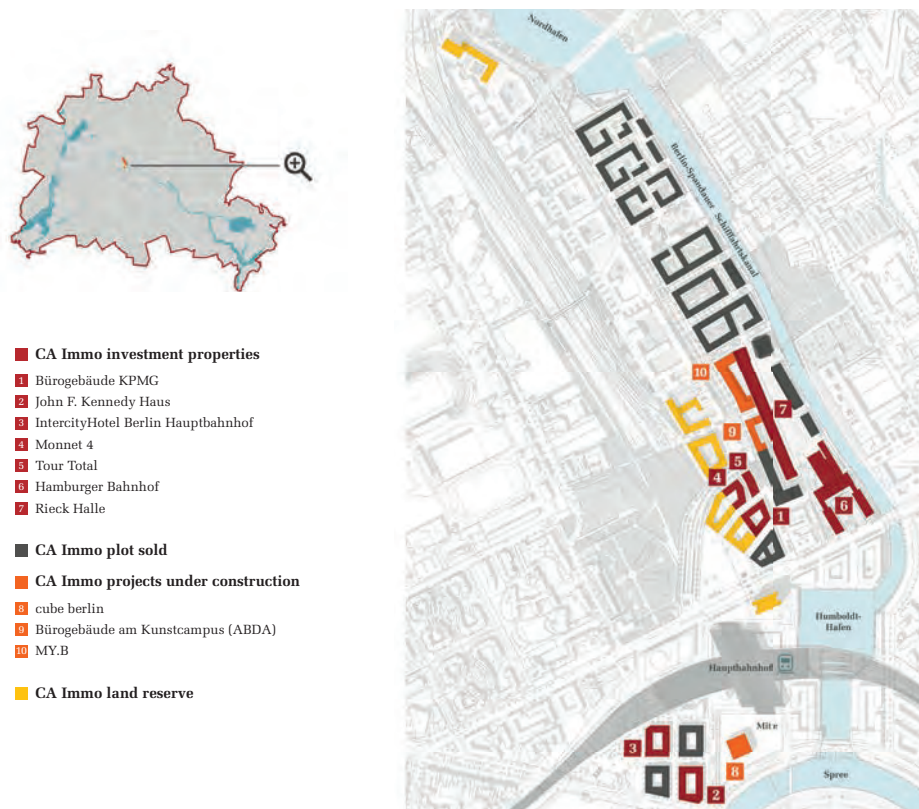 CA Immo investment properties
1 Bürogebäude KPMG
2 John F. Kennedy Haus
3 IntercityHotel Berlin Hauptbahnhof
4 Monnet 4
5 Tour Total
6 Hamburger Bahnhof
7 Rieck Halle
CA Immo plot sold
CA Immo projects under construction
8 cube berlin
9 Bürogebäude am Kunstcampus (ABDA)
10 MY.B
CA Immo land reserve
Nordhafen
Berlin-Spandauer Schifffahrtskanal
10
7
9
5
4
6
1
Humboldt-
Hafen
Hauptbahnhof
Mitte
3
8
2
Spree